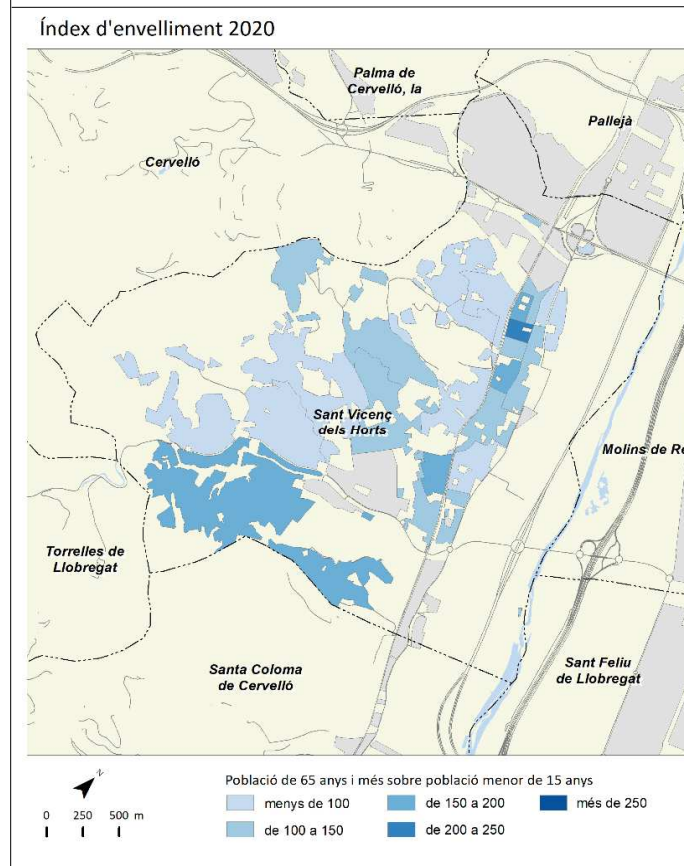 Índex d'envelliment 2020
Palma de
Cervelló, la
Pallejà
Cervelló
Sant Vicenç
dels Horts
Molins de Re
Torrelles de
Llobregat
Santa Coloma
de Cervelló
Sant Feliu
de Llobregat
N
0 250 500 m
Població de 65 anys i més sobre població menor de 15 anys
menys de 100
de 150 a 200
més de 250
de 100 a 150
de 200 a 250